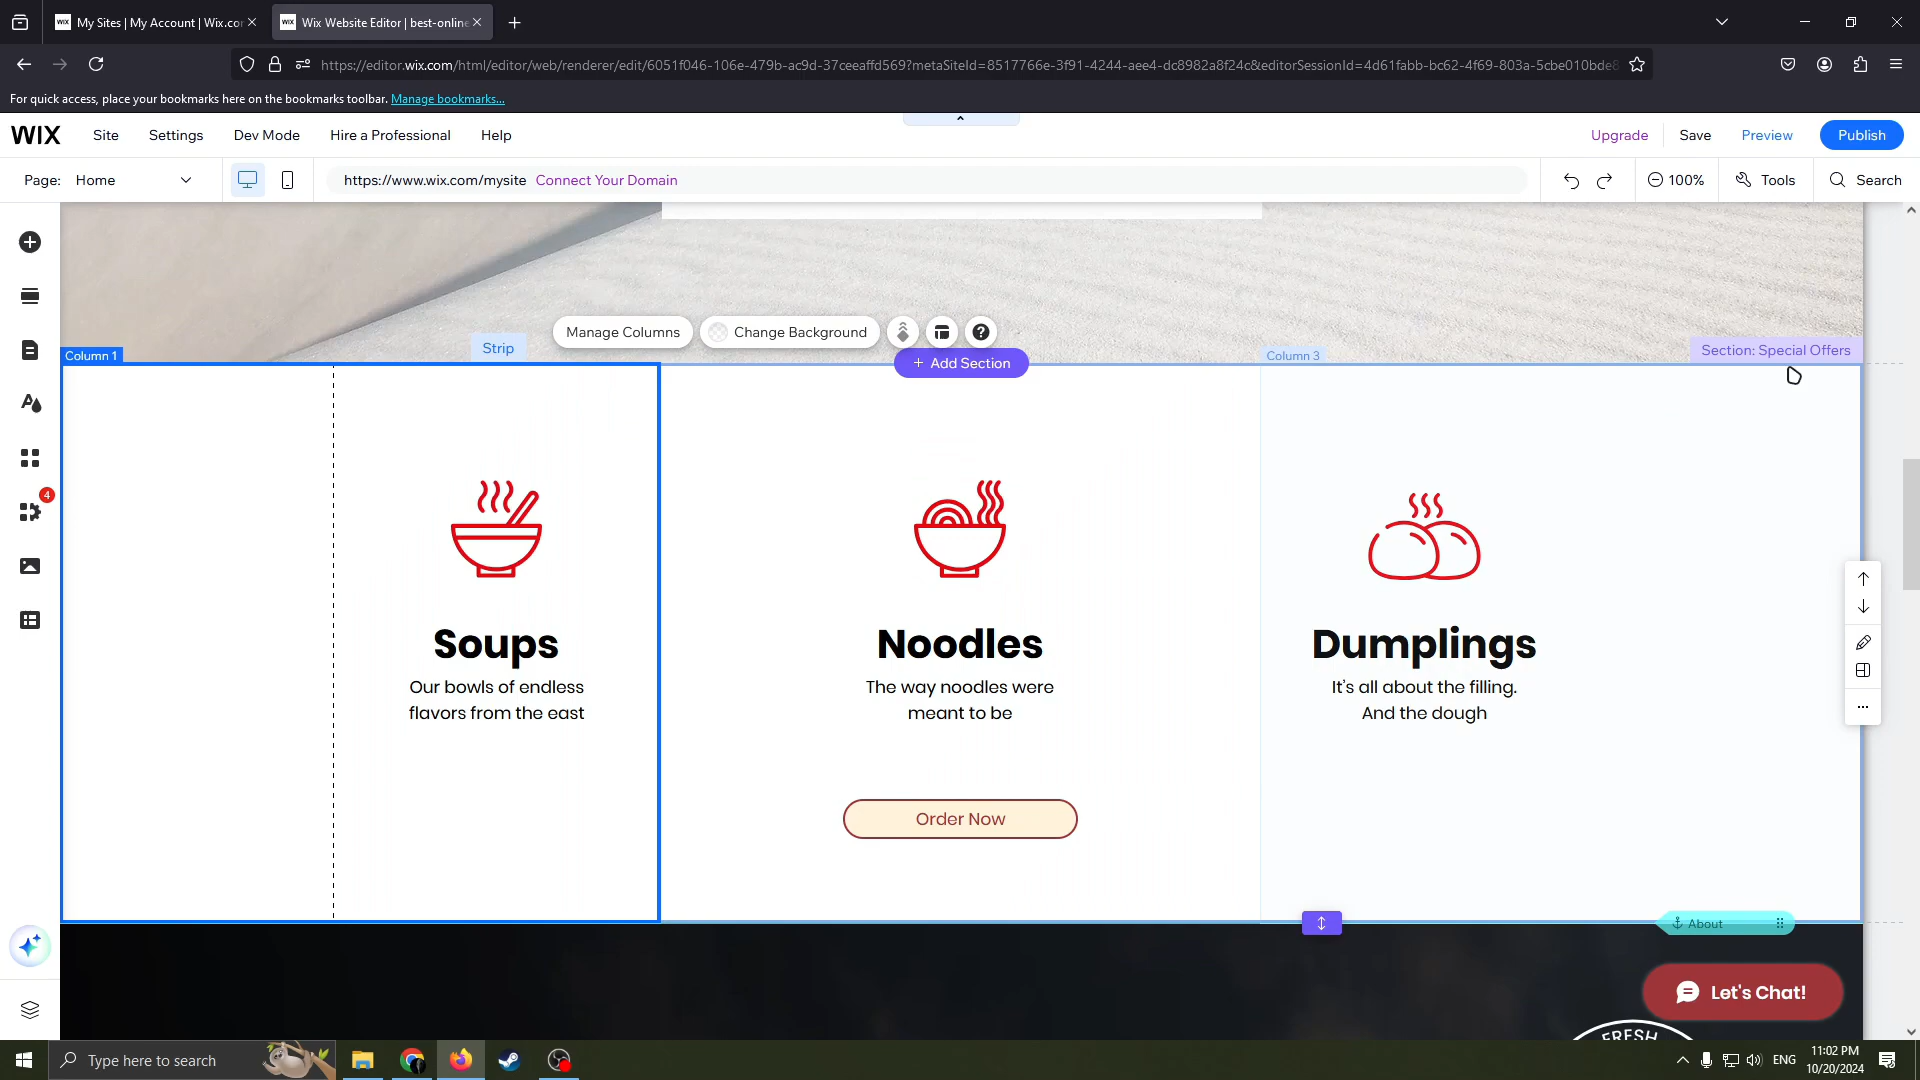 My Sites | My Account | Wix.co
Wix Website Editor | best-online
https://editor.wix.com/html/editor/web/renderer/edit/6051f046-106e-479b-ac9d-37ceeaffd569?metaSiteId=8517766e-3f91-4244-aee4-dc8982a8f24c&editorSessionId=4d61fabb-bc62-4f69-803a-5cbe010bde8
For quick access, place your bookmarks here on the bookmarks toolbar. Manage bookmarks...
WIX Site Settings Dev Mode Hire a Professional Help Upgrade Save Preview Publish
Page: Home https://www.wix.com/mysite Connect Your Domain 100% Tools Search
Manage Columns Change Background
Column 1 Strip Column 3 Section: Special Offers
+ Add Section
4
Soups Noodles Dumplings
Our bowls of endless The way noodles were It's all about the filling.
flavors from the east meant to be And the dough
Order Now
About
Let's Chat!
FRESH
Type here to search
ENG
11:02 PM
10/20/2024